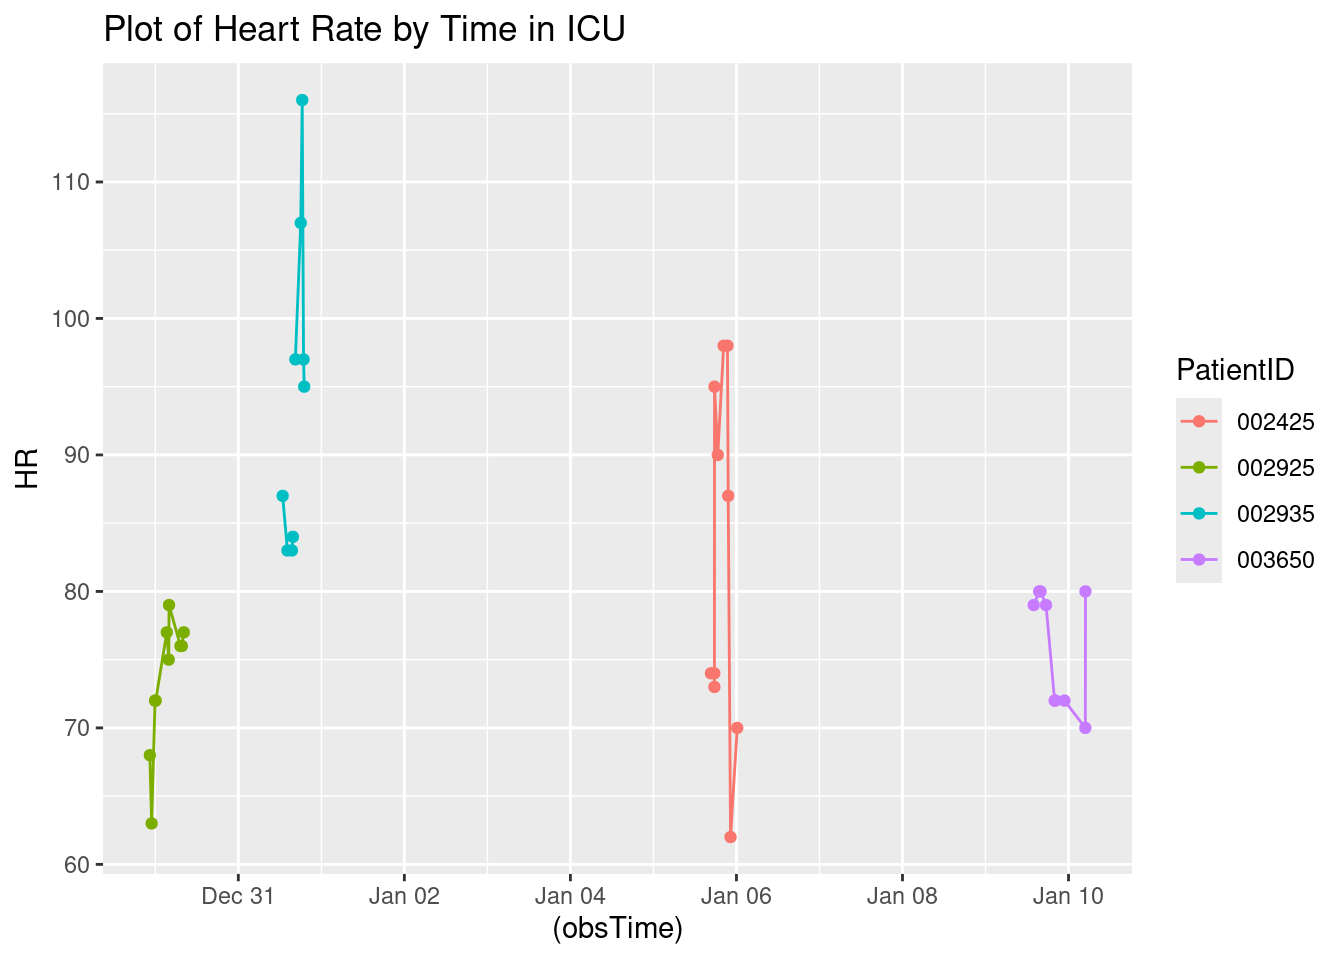 Plot of Heart Rate by Time in ICU
110
100
90
80
70
60
HR
Dec 31 Jan 02 Jan 04 Jan 06 Jan 08 Jan 10
(obsTime)
PatientID
002425
002925
002935
003650